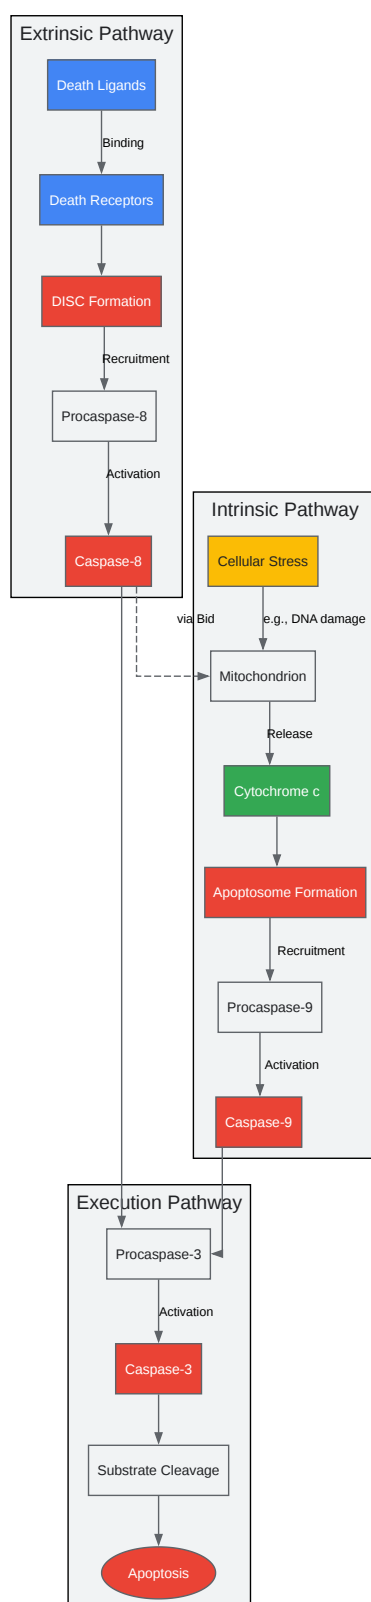 Extrinsic Pathway
Death Ligands
Binding
Death Receptors
DISC Formation
Recruitment
Procaspase-8
Activation
Caspase-8
Intrinsic Pathway
Cellular Stress
via Bid
e.g., DNA damage
Mitochondrion
Release
Cytochrome c
Apoptosome Formation
Recruitment
Procaspase-9
Activation
Caspase-9
Execution Pathway
Procaspase-3
Activation
Caspase-3
Substrate Cleavage
Apoptosis